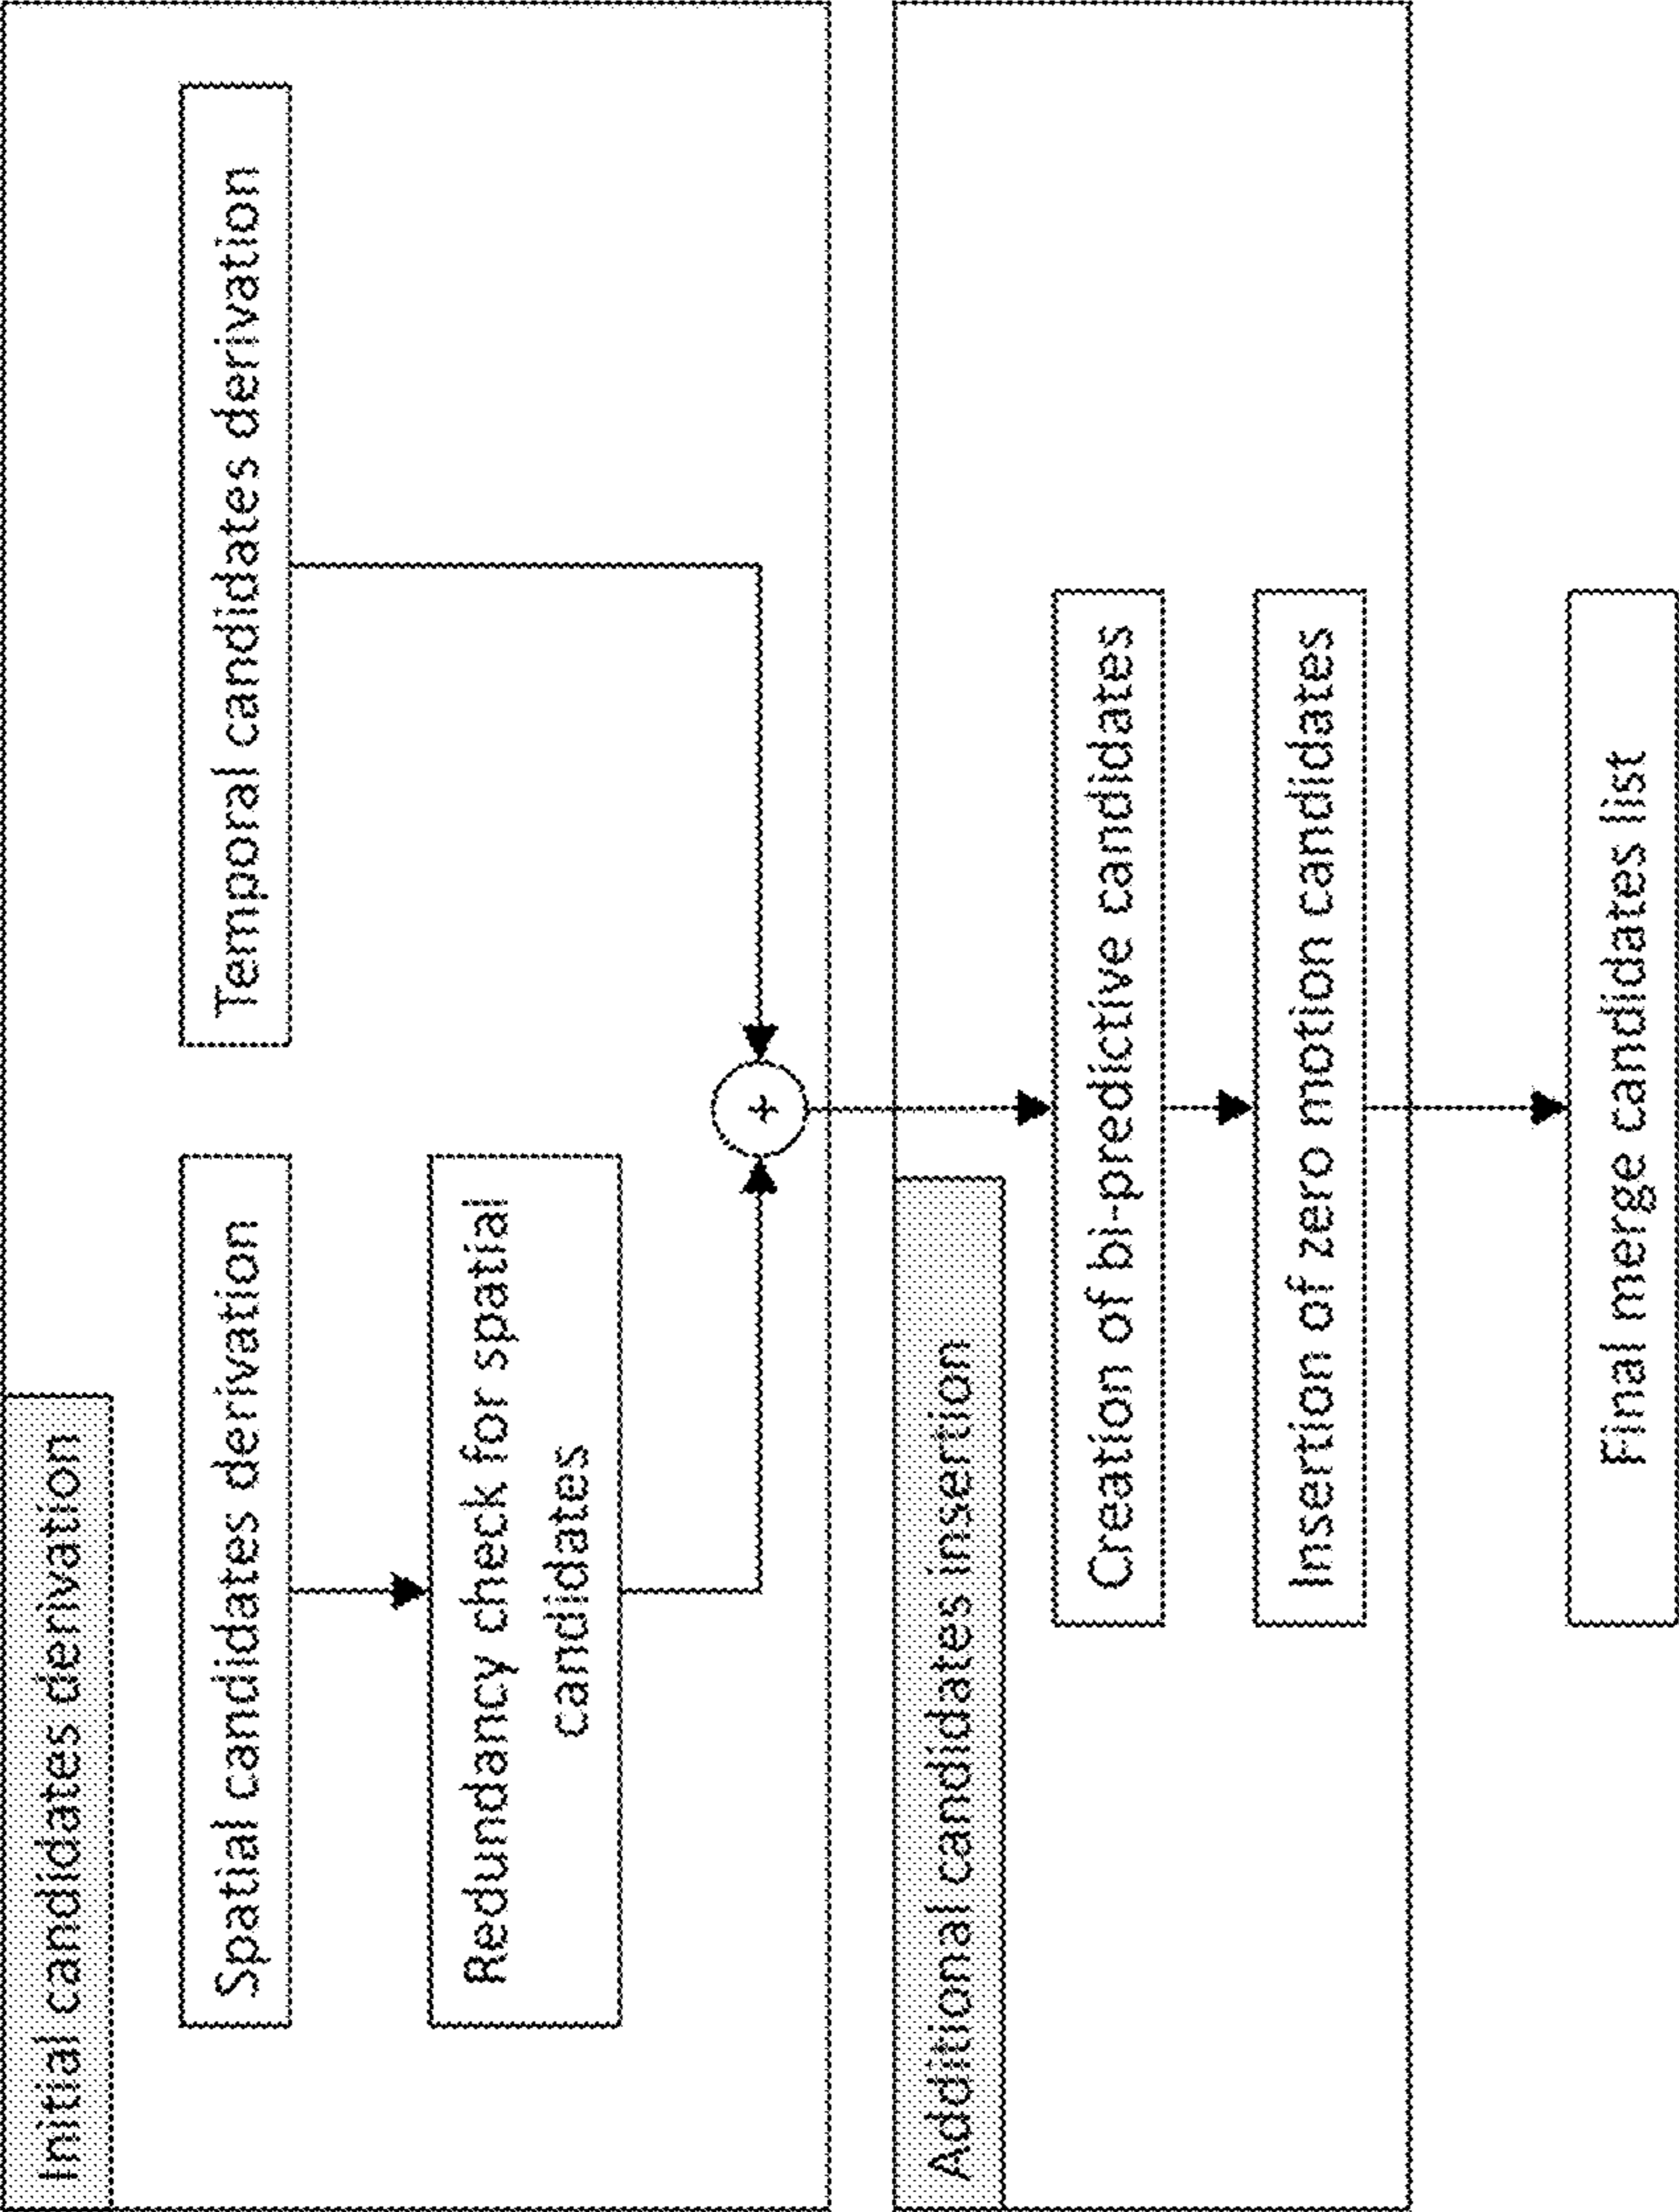 Initial candidates derivation
Spatial candidates derivation
Temporal candidates derivation
Redundancy check for spatial
candidates
+
Additional candidates insertion
Creation of bi-predictive candidates
Insertion of zero motion candidates
Final merge candidates list